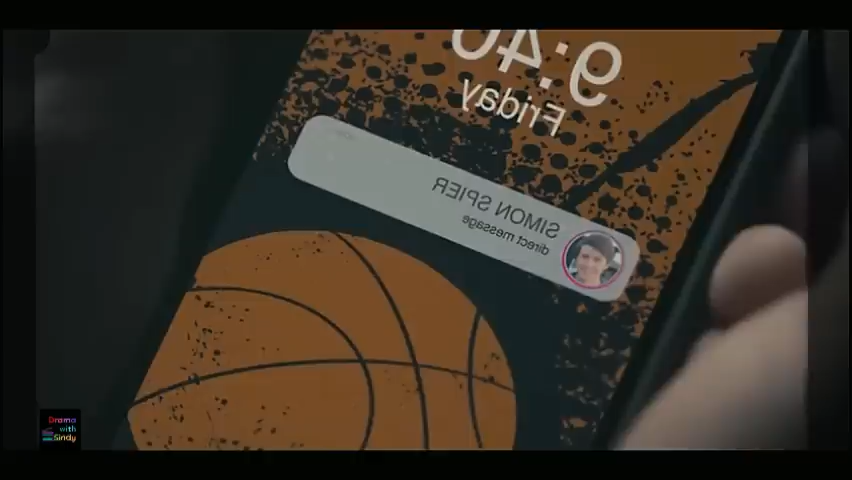 9:40
Friday
SIMON SPIER
direct message
Drama
with
Sindy